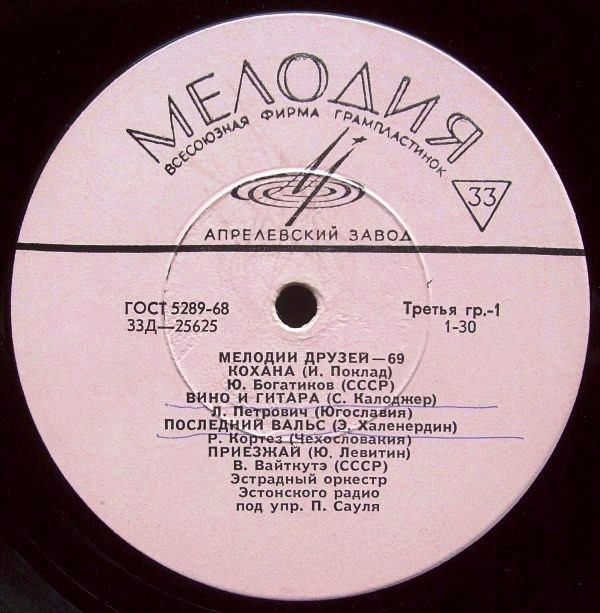 МЕЛОДИЯ
ВСЕСОЮЗНАЯ ФИРМА ГРАМПЛАСТИНОК
33
АПРЕЛЕВСКИЙ ЗАВОД
ГОСТ 5289-68
33Д—25625
Третья гр.-1
1-30
МЕЛОДИИ ДРУЗЕЙ—69
КОХАНА (И. Поклад)
Ю. Богатиков (СССР)
ВИНО И ГИТАРА (С. Калоджер)
Л. Петрович (Югославия)
ПОСЛЕДНИЙ ВАЛЬС (Э. Халенердин)
Р. Кортез (Чехословакия)
ПРИЕЗЖАЙ (Ю. Левитин)
В. Вайткутэ (СССР)
Эстрадный оркестр
Эстонского радио
под упр. П. Сауля